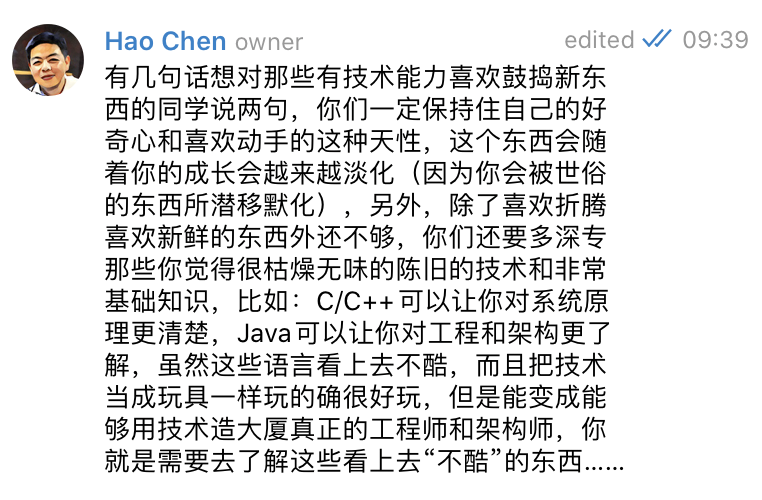 Hao Chen owner edited 09:39
有几句话想对那些有技术能力喜欢鼓捣新东
西的同学说两句，你们一定保持住自己的好
奇心和喜欢动手的这种天性，这个东西会随
着你的成长会越来越淡化（因为你会被世俗
的东西所潜移默化），另外，除了喜欢折腾
喜欢新鲜的东西外还不够，你们还要多深专
那些你觉得很枯燥无味的陈旧的技术和非常
基础知识，比如：C/C++可以让你对系统原
理更清楚，Java可以让你对工程和架构更了
解，虽然这些语言看上去不酷，而且把技术
当成玩具一样玩的确很好玩，但是能变成能
够用技术造大厦真正的工程师和架构师，你
就是需要去了解这些看上去“不酷”的东西……